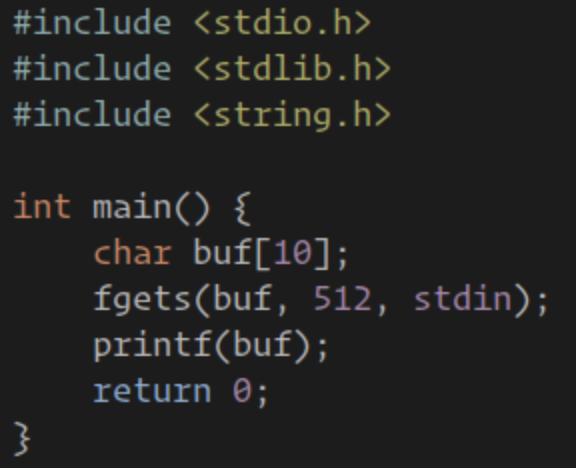 #include <stdio.h>
#include <stdlib.h>
#include <string.h>

int main() {
    char buf[10];
    fgets(buf, 512, stdin);
    printf(buf);
    return 0;
}